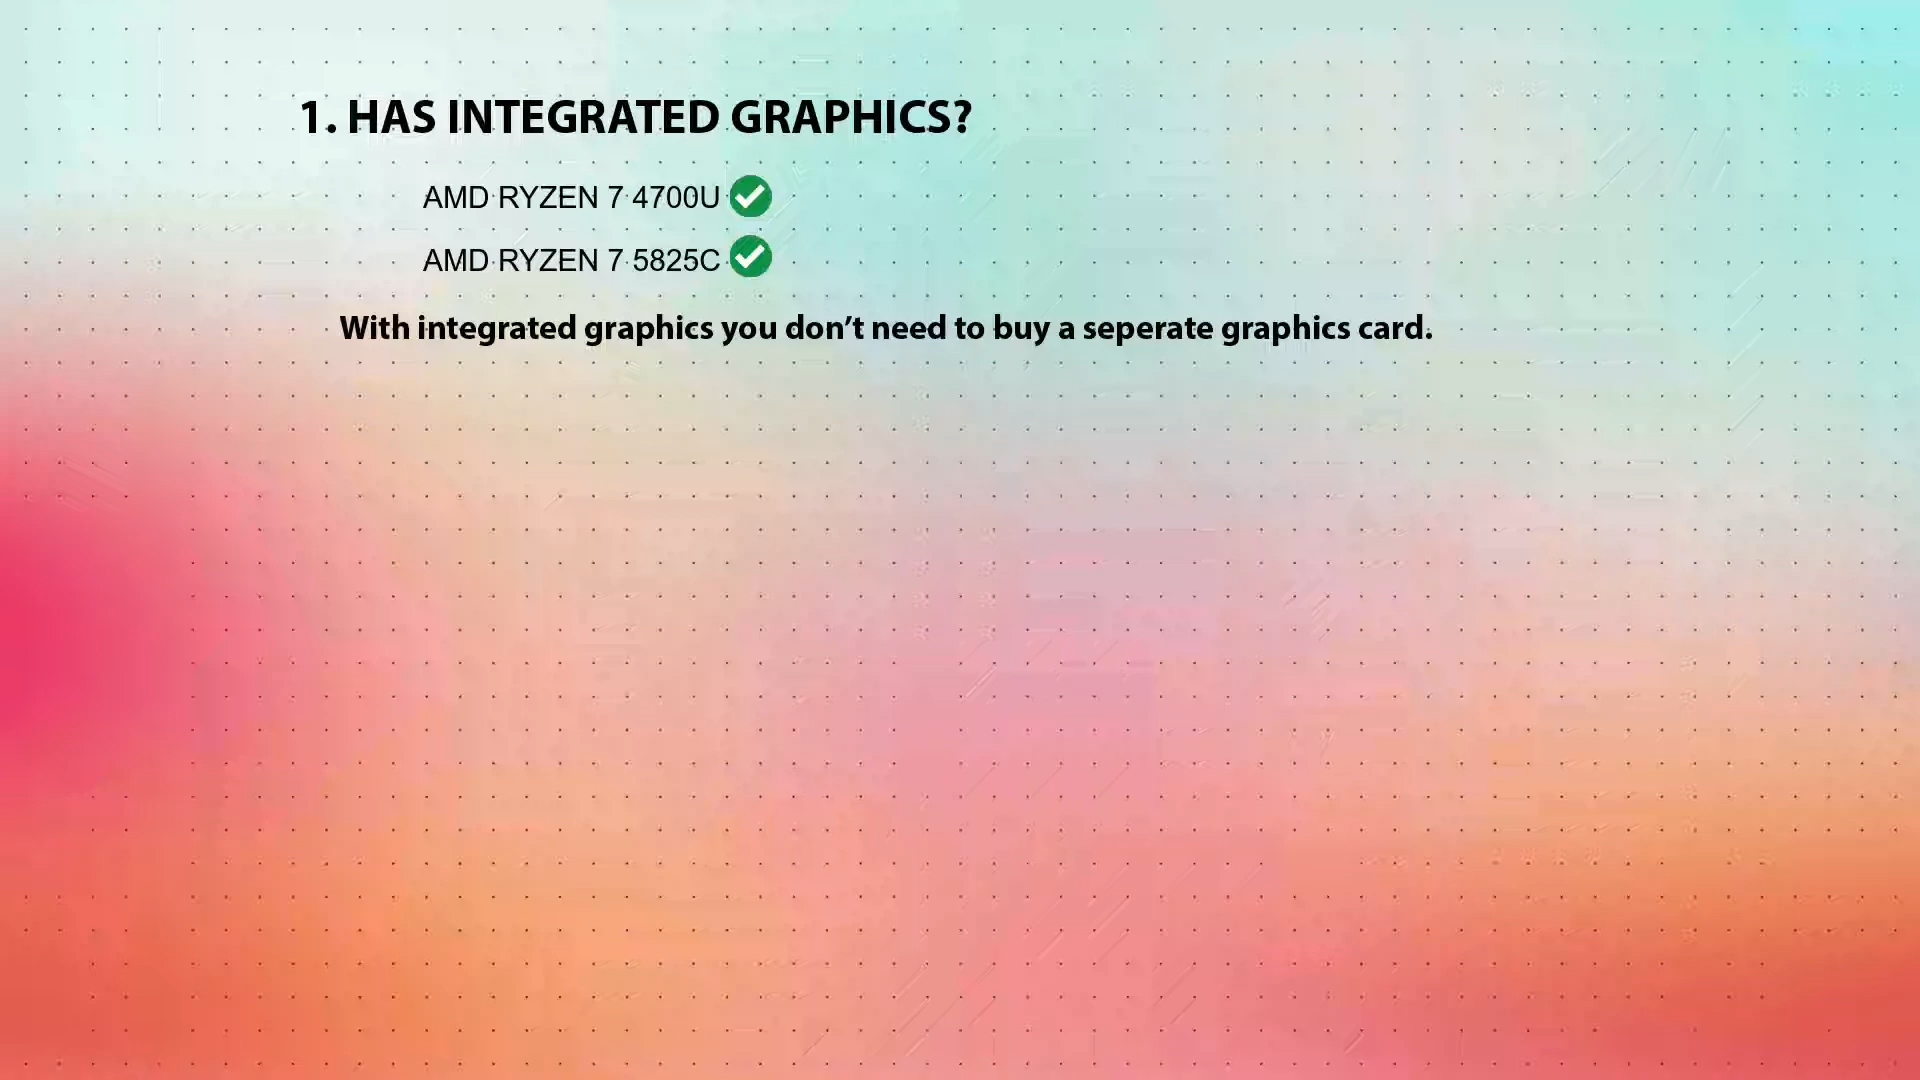 1. HAS INTEGRATED GRAPHICS?
AMD RYZEN 7 4700U
AMD RYZEN 7 5825C
With integrated graphics you don’t need to buy a seperate graphics card.